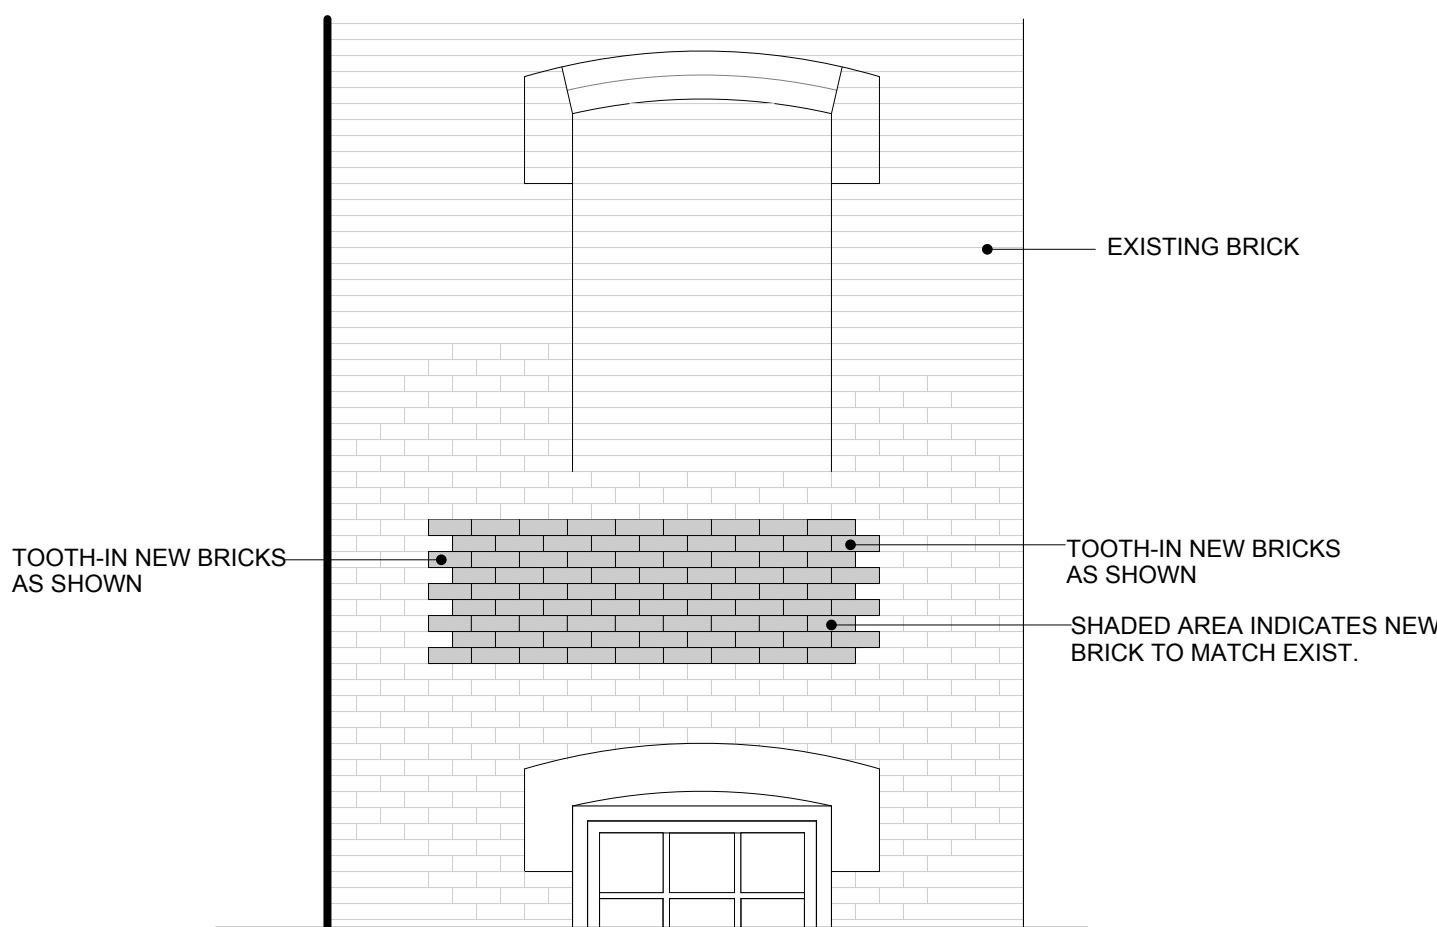 EXISTING BRICK
TOOTH-IN NEW BRICKS
AS SHOWN
TOOTH-IN NEW BRICKS
AS SHOWN
SHADED AREA INDICATES NEW
BRICK TO MATCH EXIST.